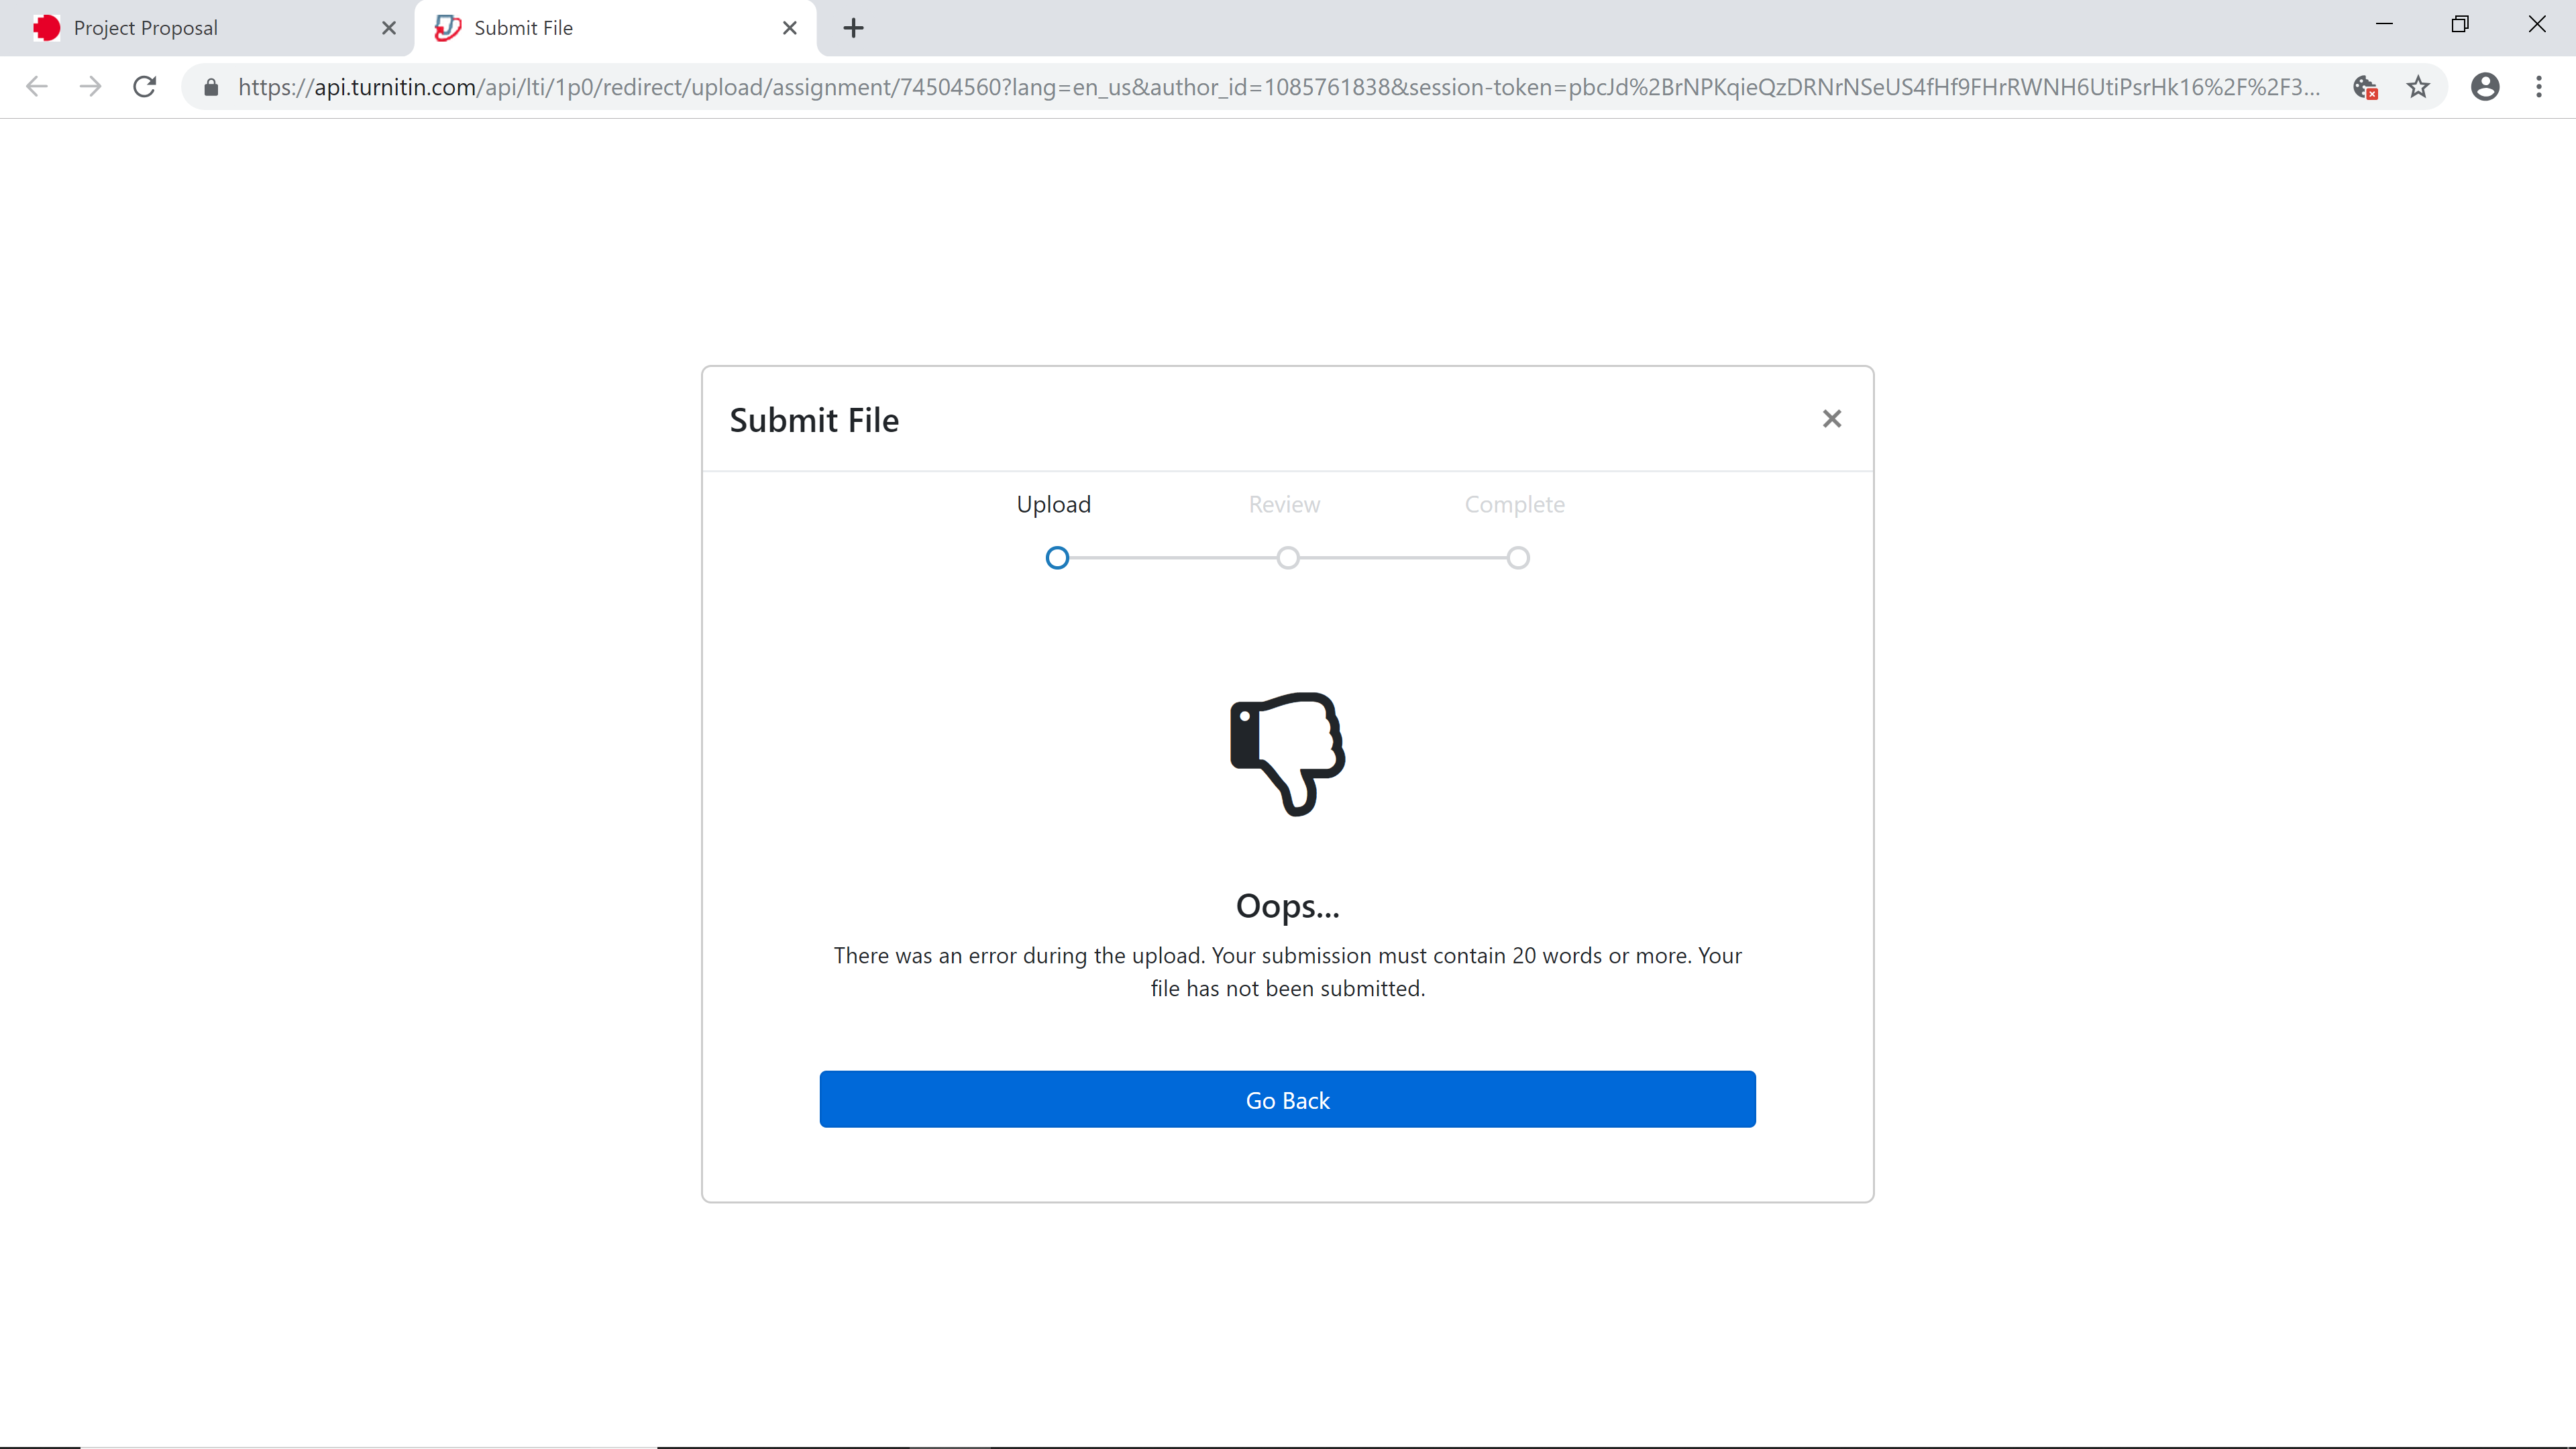 Project Proposal
Submit File
https://api.turnitin.com/api/lti/1p0/redirect/upload/assignment/74504560?lang=en_us&author_id=1085761838&session-token=pbcJd%2BrNPKqieQzDRNrNSeUS4fHf9FHrRWNH6UtiPsrHk16%2F%2F3...
Submit File
Upload
Review
Complete
Oops...
There was an error during the upload. Your submission must contain 20 words or more. Your
file has not been submitted.
Go Back